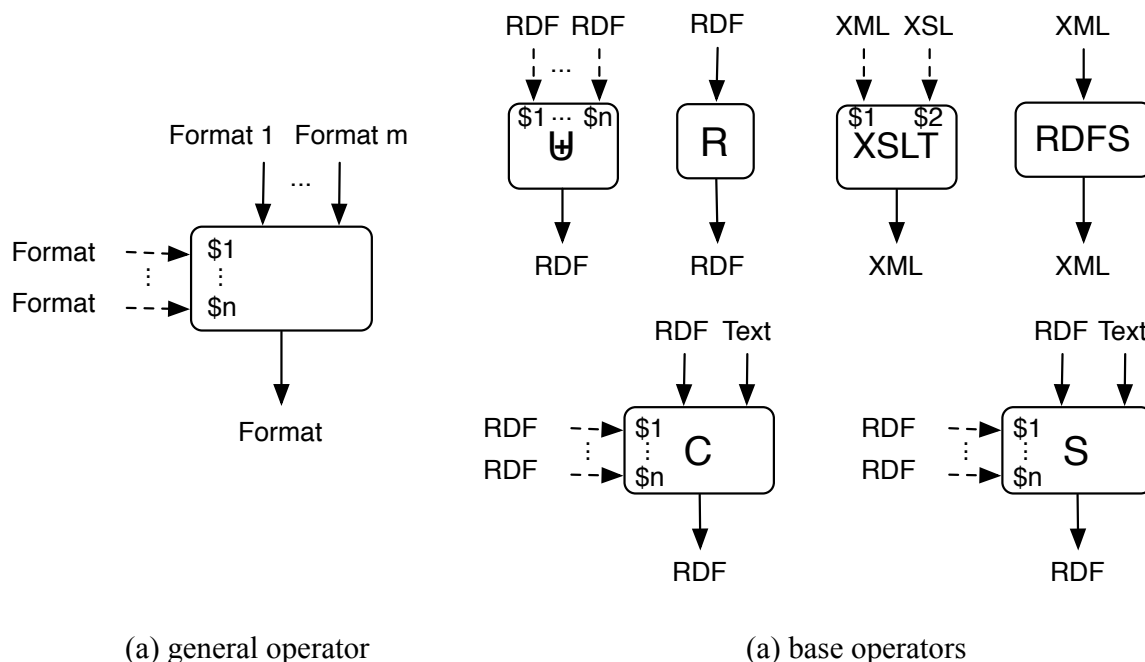 Format 1 Format m
...
Format $1
⋮ ⋮
Format $n
Format
RDF RDF
...
$1 ... $n
⊎
RDF
RDF
R
RDF
XML XSL
$1 $2
XSLT
XML
XML
RDFS
XML
RDF Text
RDF $1
⋮ ⋮ C
RDF $n
RDF
RDF Text
RDF $1
⋮ ⋮ S
RDF $n
RDF
(a) general operator
(a) base operators